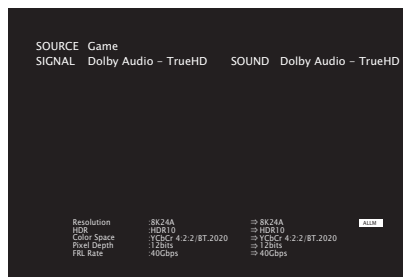 SOURCE Game
SIGNAL Dolby Audio – TrueHD SOUND Dolby Audio – TrueHD
Resolution :8K24A ⇒ 8K24A ALLM
HDR :HDR10 ⇒ HDR10
Color Space :YCbCr 4:2:2/BT.2020 ⇒ YCbCr 4:2:2/BT.2020
Pixel Depth :12bits ⇒ 12bits
FRL Rate :40Gbps ⇒ 40Gbps